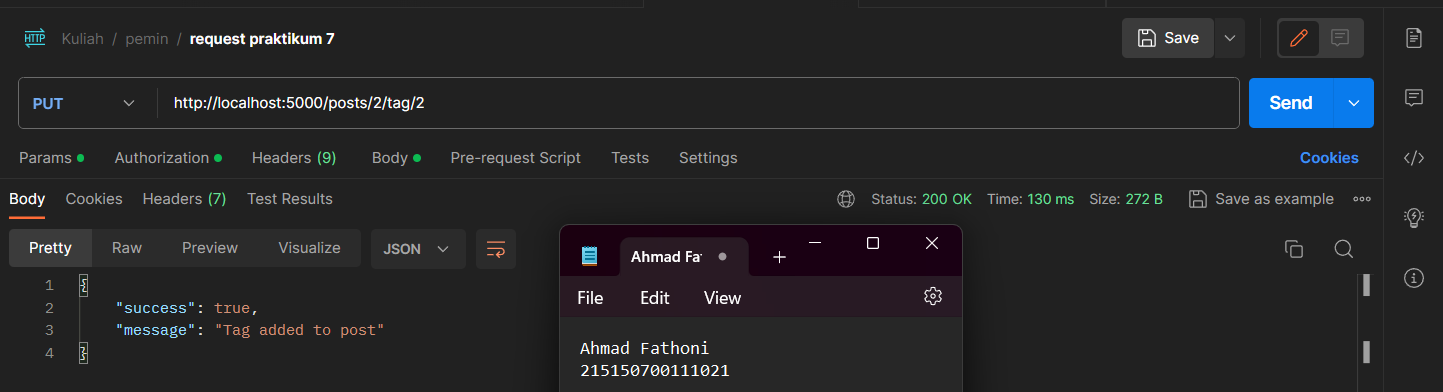 HTTP Kuliah / pemin / request praktikum 7 Save
PUT http://localhost:5000/posts/2/tag/2 Send
Params Authorization Headers (9) Body Pre-request Script Tests Settings Cookies
Body Cookies Headers (7) Test Results Status: 200 OK Time: 130 ms Size: 272 B Save as example
Pretty Raw Preview Visualize JSON
1 {
2 "success": true,
3 "message": "Tag added to post"
4 }
Ahmad Fat
File Edit View
Ahmad Fathoni
215150700111021